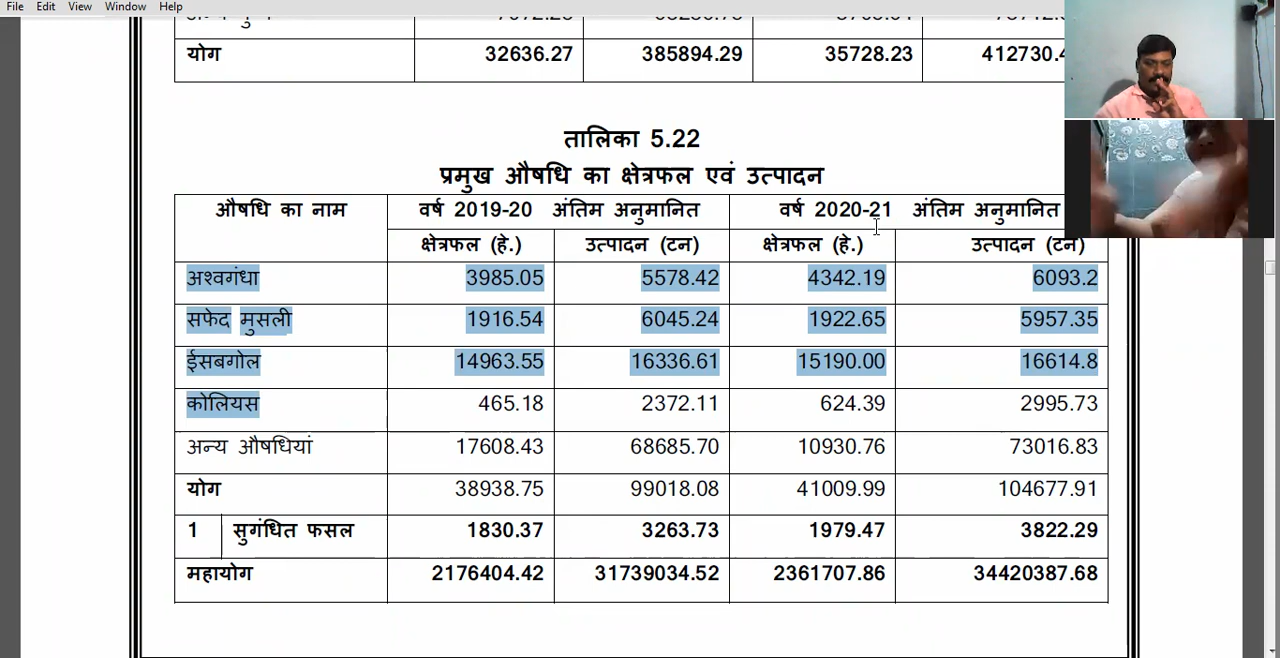 File Edit View Window Help
योग 32636.27 385894.29 35728.23
तालिका 5.22
प्रमुख औषधि का क्षेत्रफल एवं उत्पादन
औषधि का नाम वर्ष 2019-20 अंतिम अनुमानित वर्ष 2020-21 अंतिम अनुमानित
क्षेत्रफल (हे.) उत्पादन (टन) क्षेत्रफल (हे.) उत्पादन (टन)
अश्वगंधा 3985.05 5578.42 4342.19 6093.2
सफेद मुसली 1916.54 6045.24 1922.65 5957.35
ईसबगोल 14963.55 16336.61 15190.00 16614.8
कोलियस 465.18 2372.11 624.39 2995.73
अन्य औषधियां 17608.43 68685.70 10930.76 73016.83
योग 38938.75 99018.08 41009.99 104677.91
1 सुगंधित फसल 1830.37 3263.73 1979.47 3822.29
महायोग 2176404.42 31739034.52 2361707.86 34420387.68